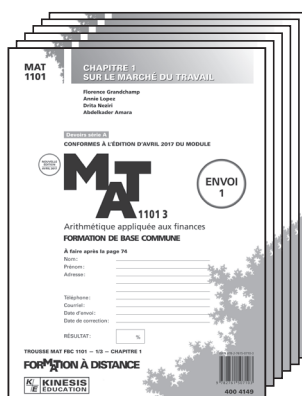 MAT
1101
CHAPITRE 1
SUR LE MARCHÉ DU TRAVAIL
Florence Grandchamp
Annie Lopez
Drita Neziri
Abdelkader Amara
Devoirs série A
CONFORMES À L'ÉDITION D'AVRIL 2017 DU MODULE
MAT
1101 3
ENVOI
1
Arithmétique appliquée aux finances
FORMATION DE BASE COMMUNE
À faire après la page 74
Nom:
Prénom:
Adresse:
Téléphone:
Courriel:
Date d'envoi:
Date de correction:
RÉSULTAT: %
TROUSSE MAT FBC 1101 – 1/3 – CHAPITRE 1
FORMATION À DISTANCE
KINÉSIS
ÉDUCATION
400 4149